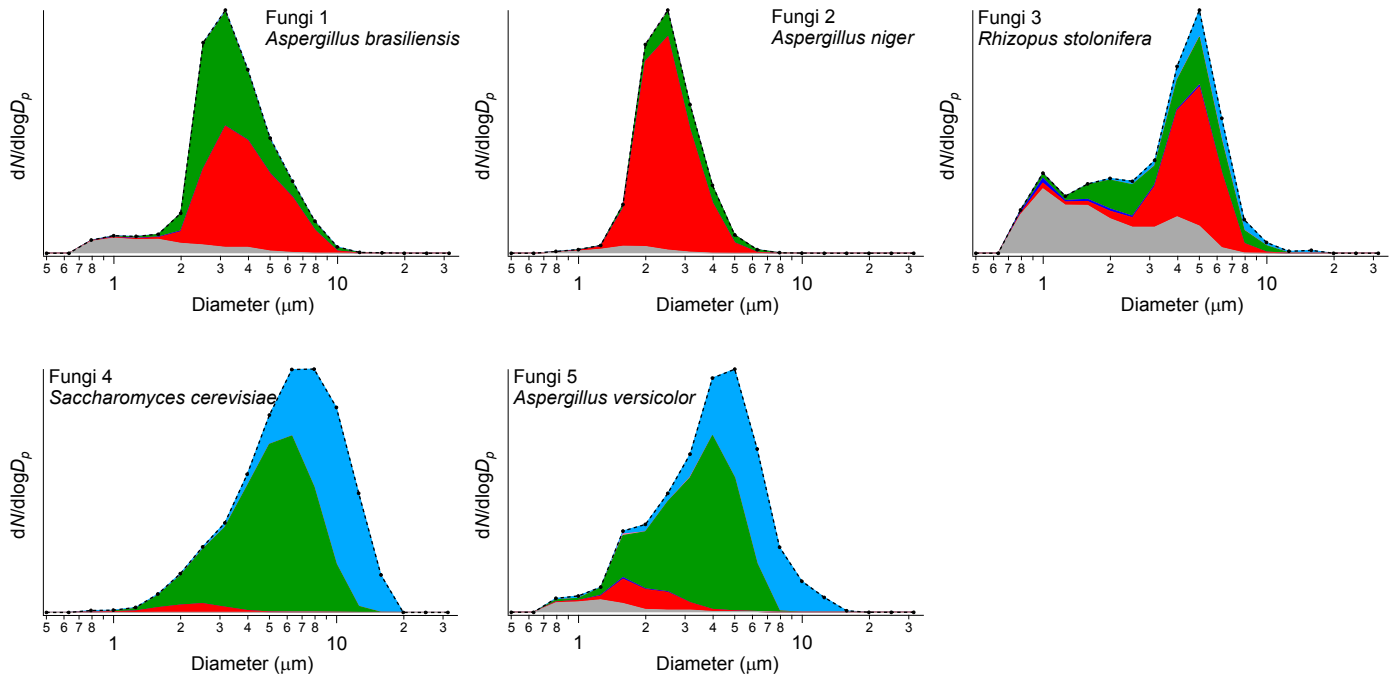 Fungi 1
Aspergillus brasiliensis
dN/dlogDp
5 6 7 8 2 3 4 5 6 7 8 2 3
1 10
Diameter (μm)
Fungi 2
Aspergillus niger
dN/dlogDp
5 6 7 8 2 3 4 5 6 7 8 2 3
1 10
Diameter (μm)
Fungi 3
Rhizopus stolonifera
dN/dlogDp
5 6 7 8 2 3 4 5 6 7 8 2 3
1 10
Diameter (μm)
Fungi 4
Saccharomyces cerevisiae
dN/dlogDp
5 6 7 8 2 3 4 5 6 7 8 2 3
1 10
Diameter (μm)
Fungi 5
Aspergillus versicolor
dN/dlogDp
5 6 7 8 2 3 4 5 6 7 8 2 3
1 10
Diameter (μm)